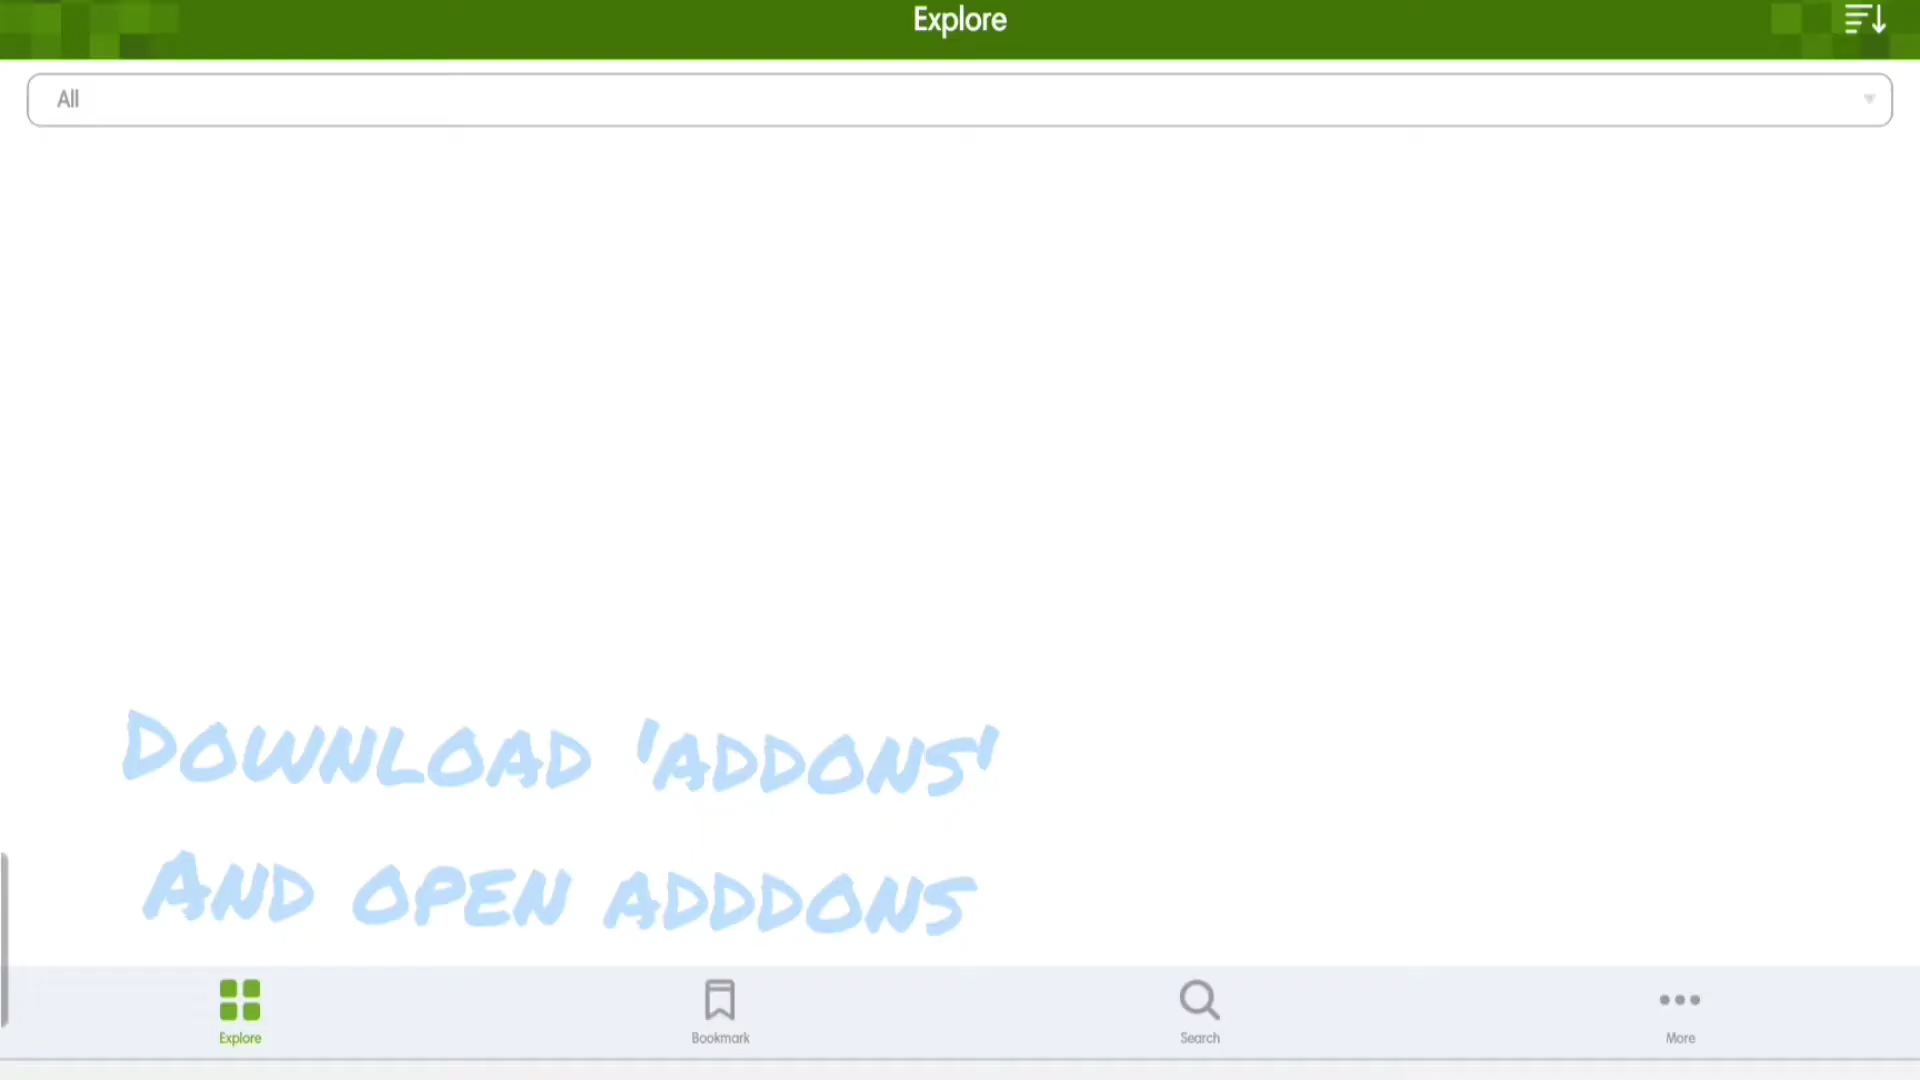 Explore
All
Download 'addons'
And open adddons
Explore
Bookmark
Search
More